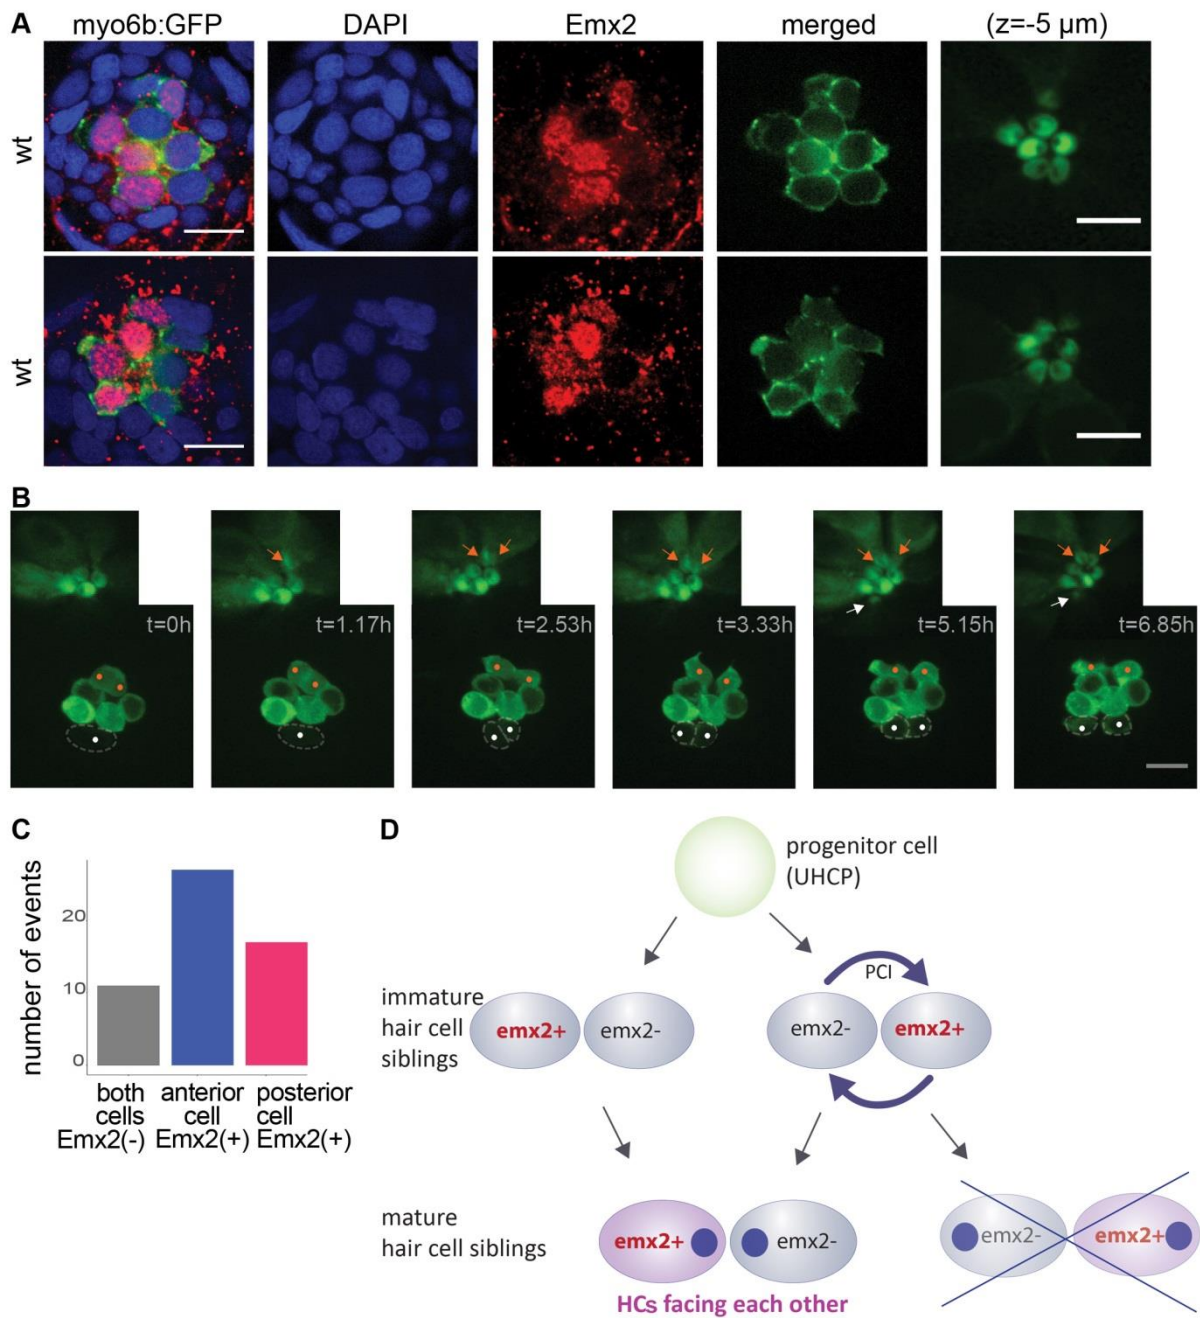 A
myo6b:GFP
DAPI
Emx2
merged
(z=-5 µm)
wt
wt
B
t=0h
t=1.17h
t=2.53h
t=3.33h
t=5.15h
t=6.85h
C
number of events
20
10
0
both
cells
Emx2(-)
anterior
cell
Emx2(+)
posterior
cell
Emx2(+)
D
progenitor cell
(UHCP)
PCI
immature
hair cell
siblings
emx2+
emx2-
emx2-
emx2+
mature
hair cell siblings
emx2+
emx2-
emx2-
emx2+
HCs facing each other